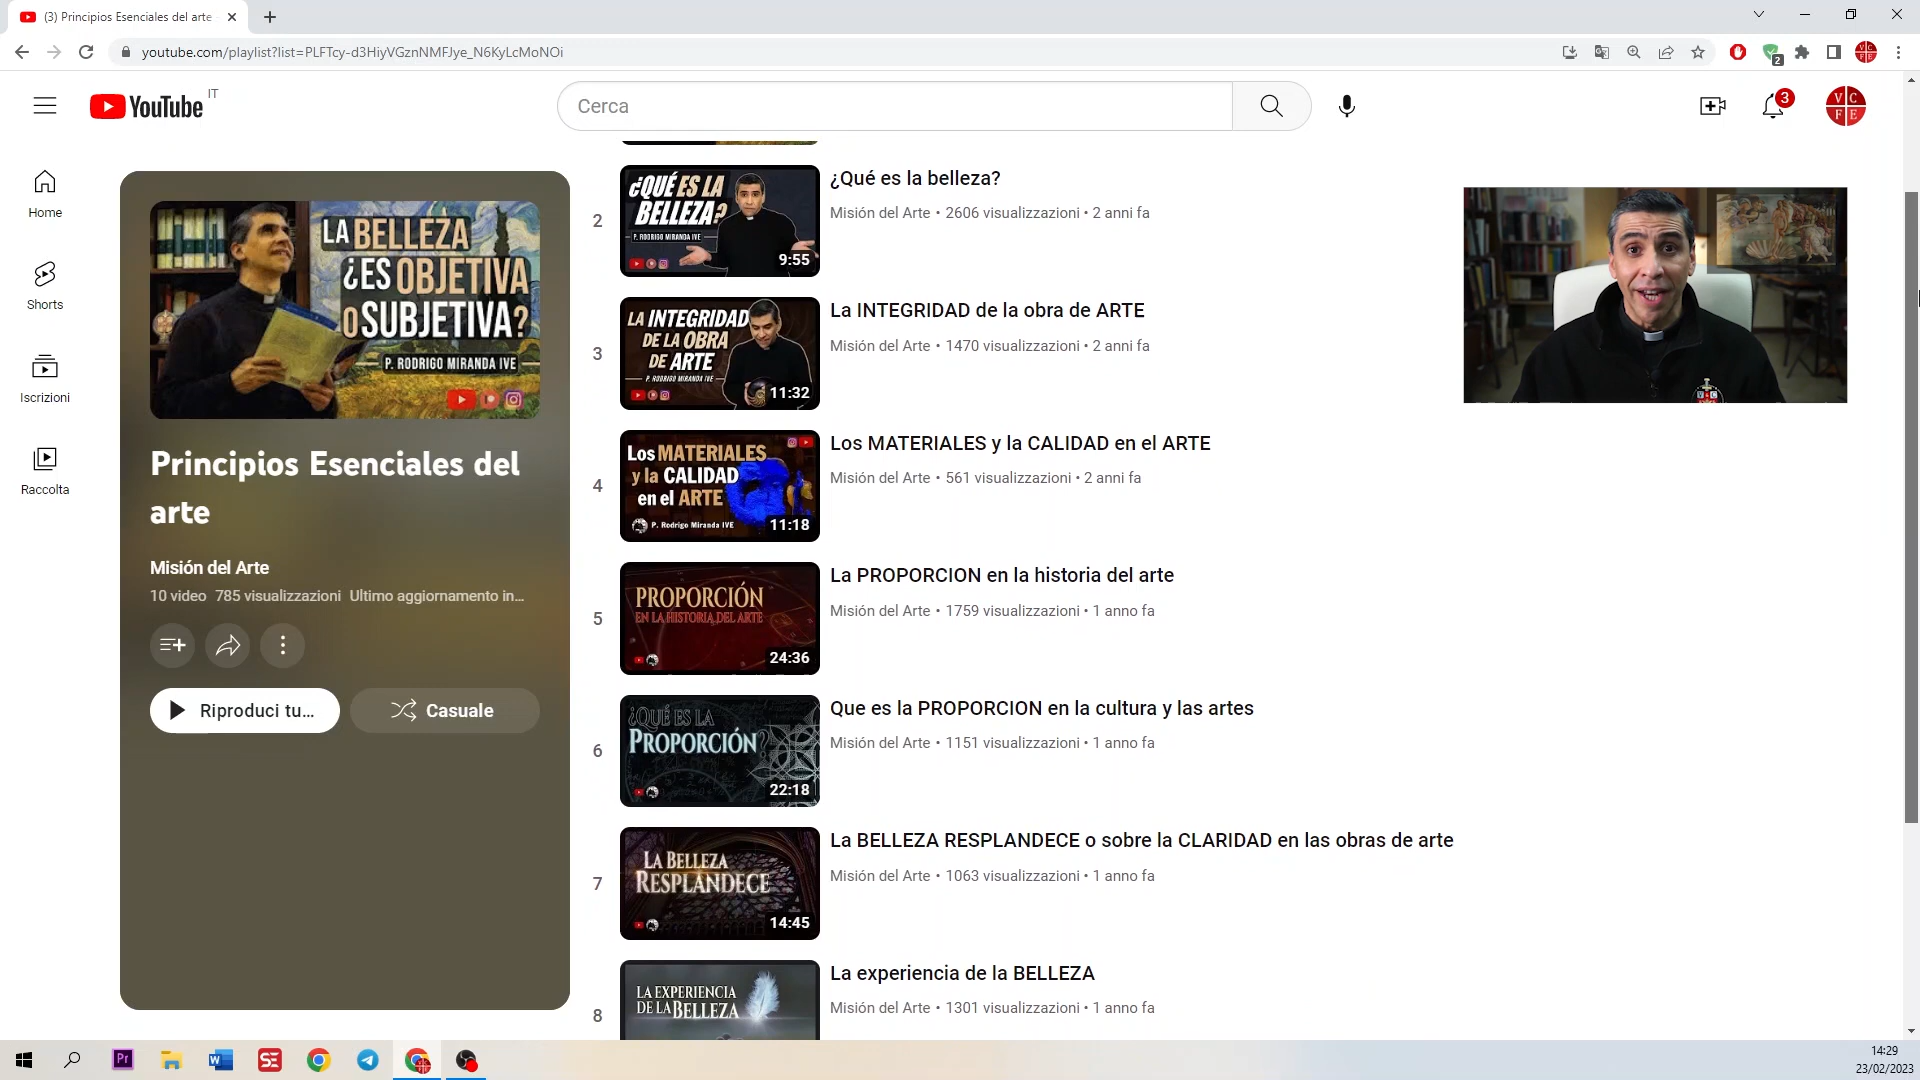 (3) Principios Esenciales del arte
youtube.com/playlist?list=PLFTcy-d3HiyVGznNMFJye_N6KyLcMoNOi
2
YouTube IT
Cerca
3
V C
F E
Home
Shorts
Iscrizioni
Raccolta
LA BELLEZA
¿ES OBJETIVA
O SUBJETIVA?
P. RODRIGO MIRANDA IVE
Principios Esenciales del
arte
Misión del Arte
10 video 785 visualizzazioni Ultimo aggiornamento in...
Riproduci tu...
Casuale
2
¿QUÉ ES LA
BELLEZA?
P. RODRIGO MIRANDA IVE
9:55
¿Qué es la belleza?
Misión del Arte • 2606 visualizzazioni • 2 anni fa
3
LA INTEGRIDAD
DE LA OBRA
DE ARTE
P. RODRIGO MIRANDA IVE
11:32
La INTEGRIDAD de la obra de ARTE
Misión del Arte • 1470 visualizzazioni • 2 anni fa
4
Los MATERIALES
y la CALIDAD
en el ARTE
P. Rodrigo Miranda IVE
11:18
Los MATERIALES y la CALIDAD en el ARTE
Misión del Arte • 561 visualizzazioni • 2 anni fa
5
PROPORCIÓN
EN LA HISTORIA DEL ARTE
24:36
La PROPORCION en la historia del arte
Misión del Arte • 1759 visualizzazioni • 1 anno fa
6
¿QUÉ ES LA
PROPORCIÓN?
22:18
Que es la PROPORCION en la cultura y las artes
Misión del Arte • 1151 visualizzazioni • 1 anno fa
7
LA BELLEZA
RESPLANDECE
14:45
La BELLEZA RESPLANDECE o sobre la CLARIDAD en las obras de arte
Misión del Arte • 1063 visualizzazioni • 1 anno fa
8
LA EXPERIENCIA
DE LA BELLEZA
La experiencia de la BELLEZA
Misión del Arte • 1301 visualizzazioni • 1 anno fa
Pr
W
SE
14:29
23/02/2023